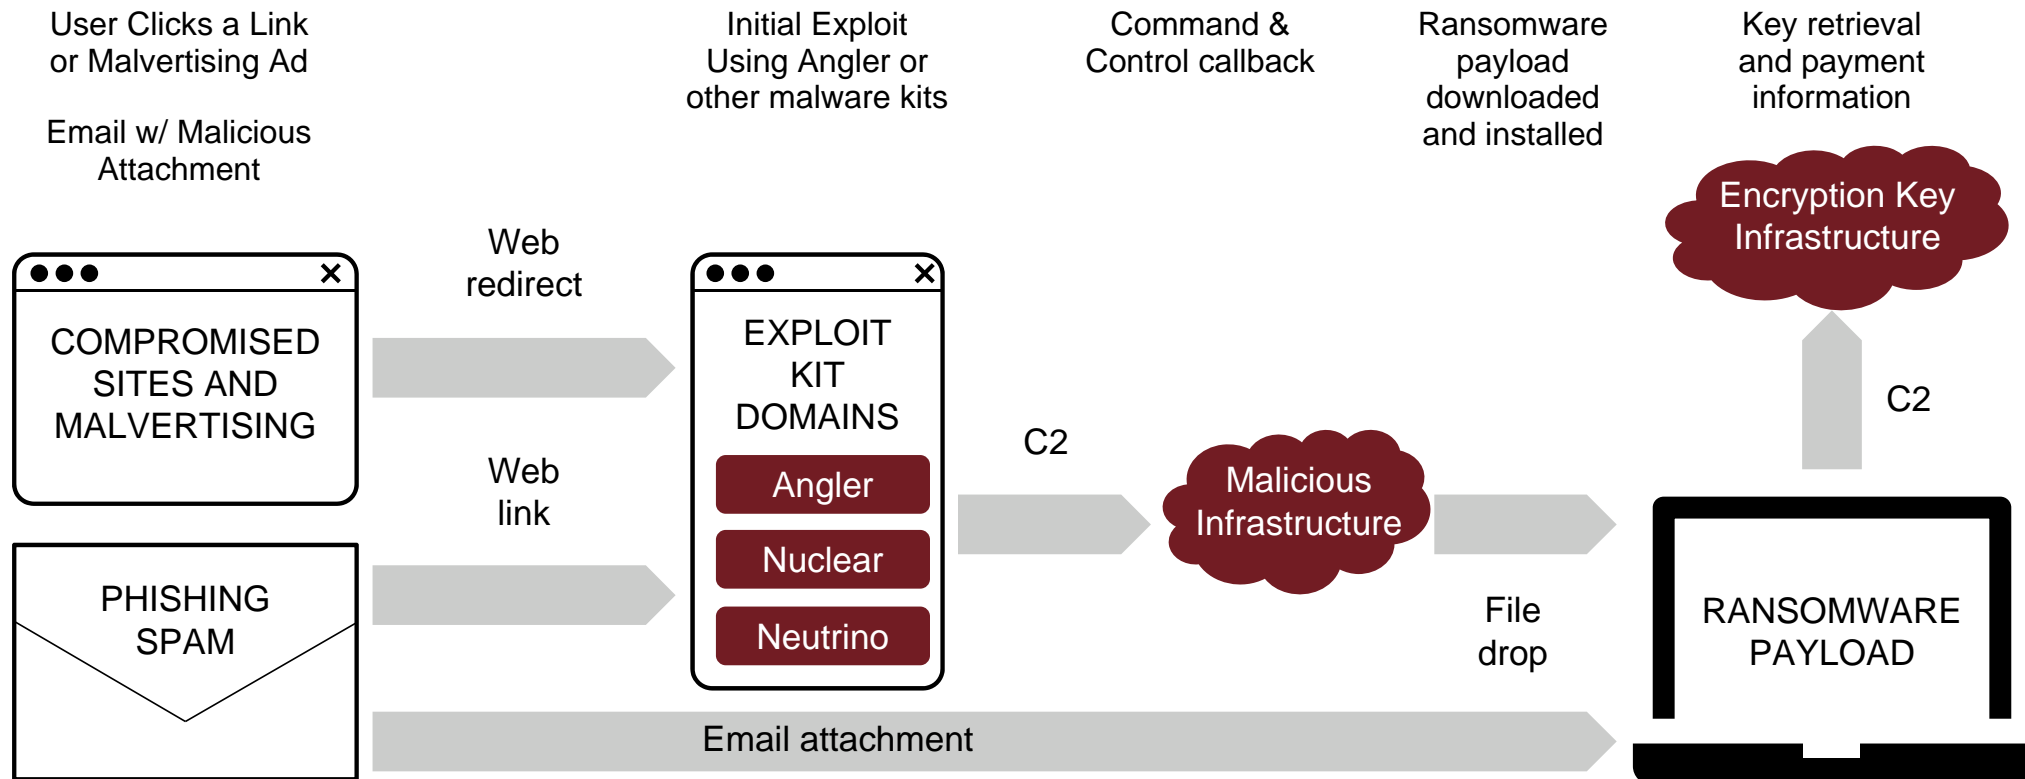 User Clicks a Link
or Malvertising Ad
Email w/ Malicious
Attachment
Initial Exploit
Using Angler or
other malware kits
Command &
Control callback
Ransomware
payload
downloaded
and installed
Key retrieval
and payment
information
COMPROMISED
SITES AND
MALVERTISING
Web
redirect
Web
link
PHISHING
SPAM
EXPLOIT
KIT
DOMAINS
Angler
Nuclear
Neutrino
C2
Malicious
Infrastructure
File
drop
Encryption Key
Infrastructure
C2
RANSOMWARE
PAYLOAD
Email attachment